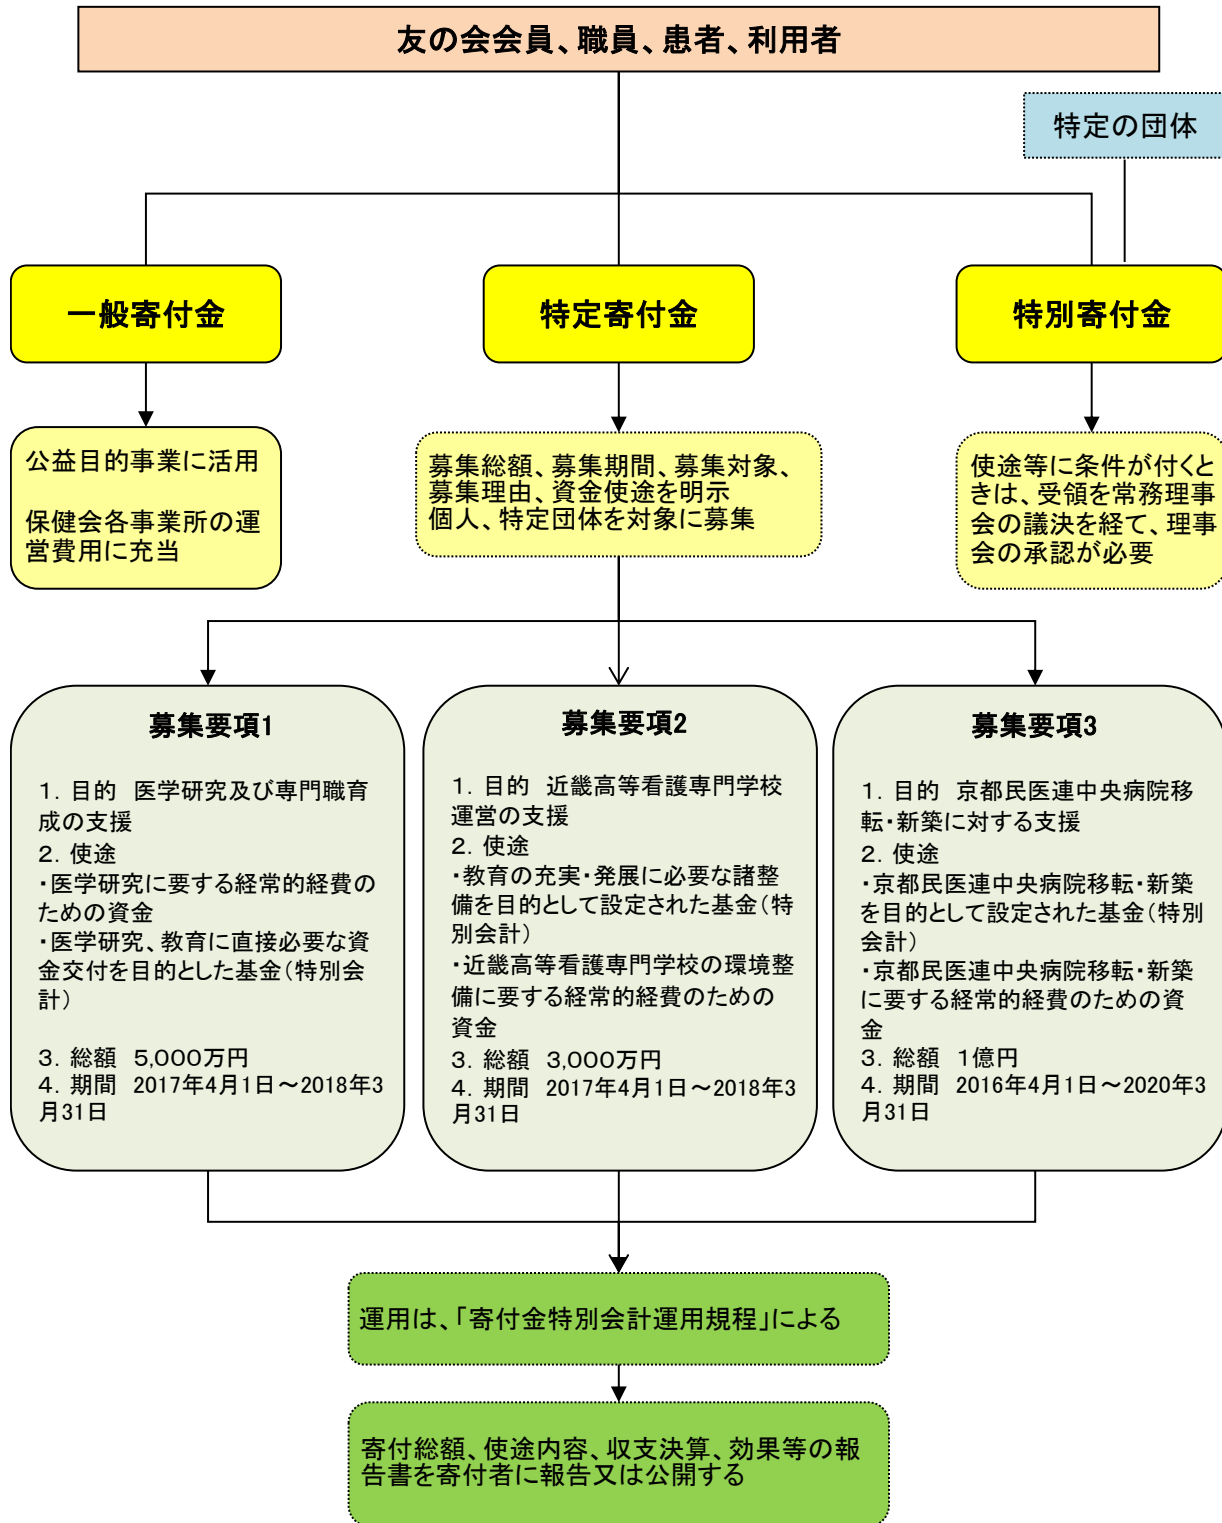 友の会会員、職員、患者、利用者
特定の団体
一般寄付金
特定寄付金
特別寄付金
公益目的事業に活用
保健会各事業所の運
営費用に充当
募集総額、募集期間、募集対象、
募集理由、資金使途を明示
個人、特定団体を対象に募集
使途等に条件が付くと
きは、受領を常務理事
会の議決を経て、理事
会の承認が必要
募集要項1
1．目的　医学研究及び専門職育
成の支援
2．使途
・医学研究に要する経常的経費の
ための資金
・医学研究、教育に直接必要な資
金交付を目的とした基金（特別会
計）
3．総額　5,000万円
4．期間　2017年4月1日～2018年3
月31日
募集要項2
1．目的　近畿高等看護専門学校
運営の支援
2．使途
・教育の充実・発展に必要な諸整
備を目的として設定された基金（特
別会計）
・近畿高等看護専門学校の環境整
備に要する経常的経費のための
資金
3．総額　3,000万円
4．期間　2017年4月1日～2018年3
月31日
募集要項3
1．目的　京都民医連中央病院移
転・新築に対する支援
2．使途
・京都民医連中央病院移転・新築
を目的として設定された基金（特別
会計）
・京都民医連中央病院移転・新築
に要する経常的経費のための資
金
3．総額　1億円
4．期間　2016年4月1日～2020年3
月31日
運用は、「寄付金特別会計運用規程」による
寄付総額、使途内容、収支決算、効果等の報
告書を寄付者に報告又は公開する